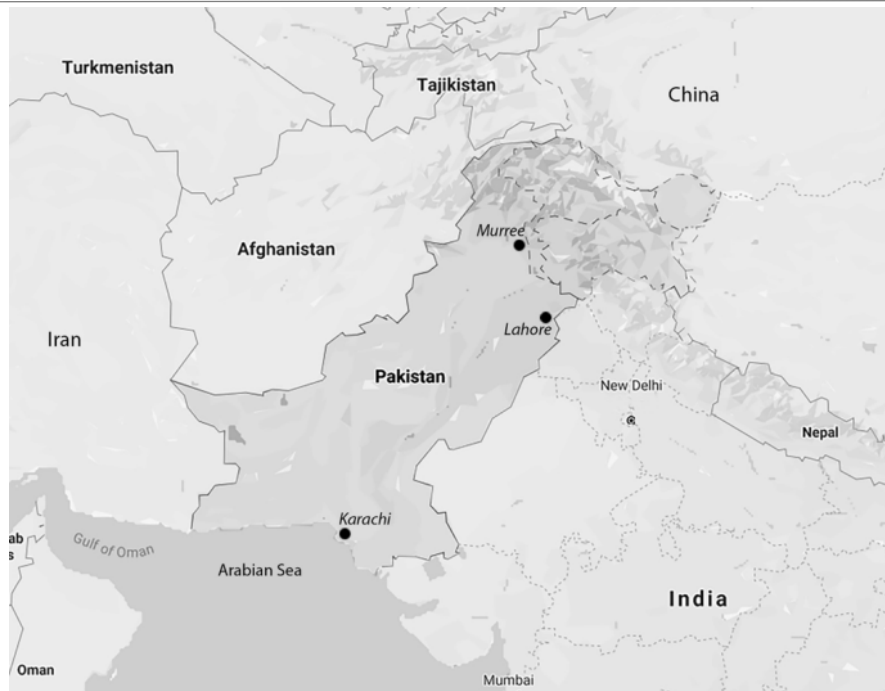 Turkmenistan
Tajikistan
China
Murree
Afghanistan
Iran
Lahore
Pakistan
New Delhi
Nepal
Karachi
ab
s
Gulf of Oman
Arabian Sea
India
Oman
Mumbai